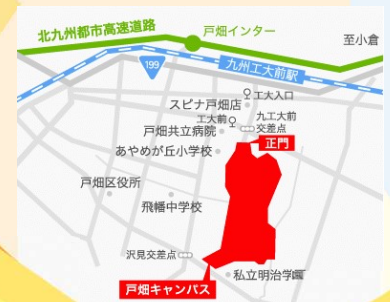 北九州都市高速道路
戸畑インター
至小倉
199
九州工大前駅
工大入口
スピナ戸畑店
工大前
九工大前
交差点
戸畑共立病院
正門
あやめが丘小学校
戸畑区役所
飛幡中学校
沢見交差点
私立明治学園
戸畑キャンパス